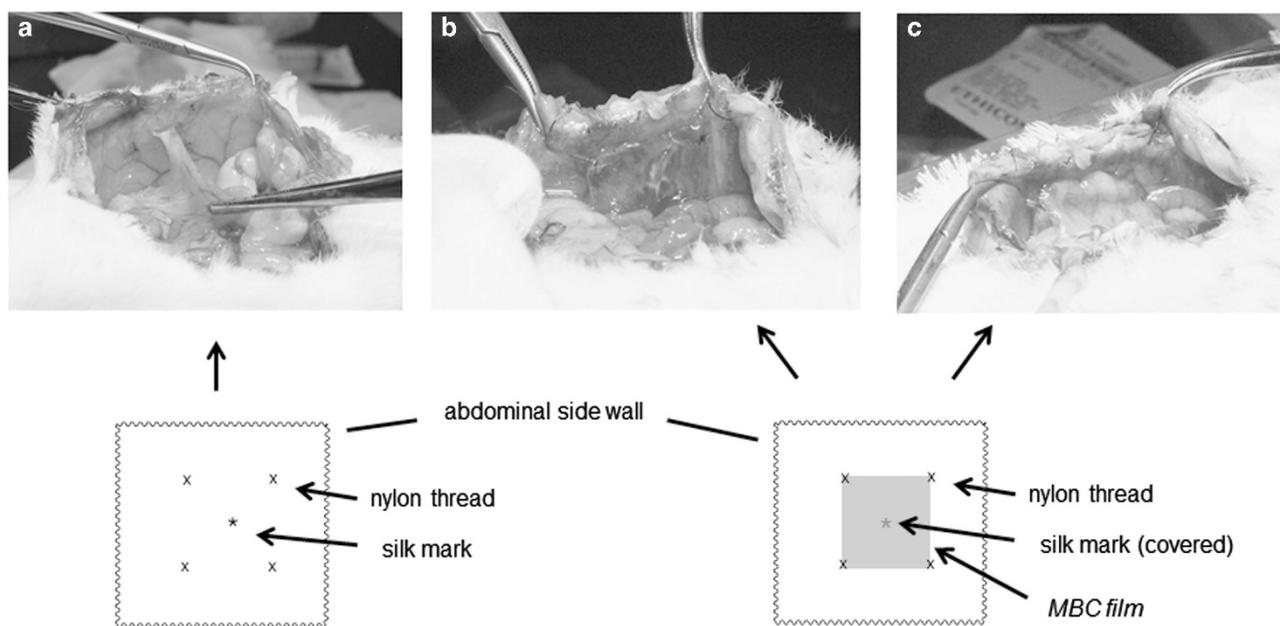 a
b
c
ETHICON
abdominal side wall
x x
nylon thread
*
silk mark
x x
x x
nylon thread
*
silk mark (covered)
x x
MBC film